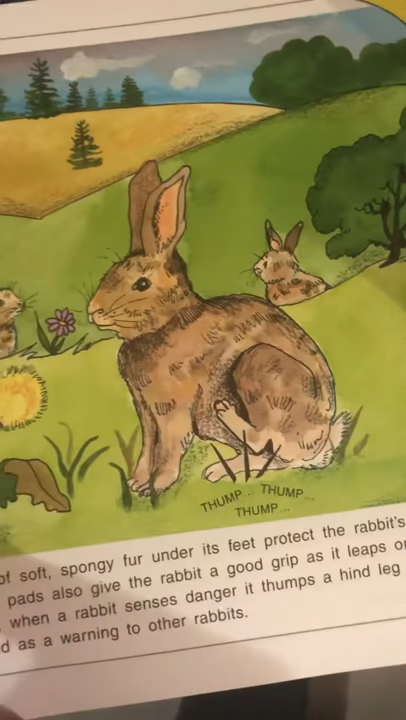 THUMP... THUMP...
THUMP...
of soft, spongy fur under its feet protect the rabbit's
pads also give the rabbit a good grip as it leaps
when a rabbit senses danger it thumps a hind leg
as a warning to other rabbits.